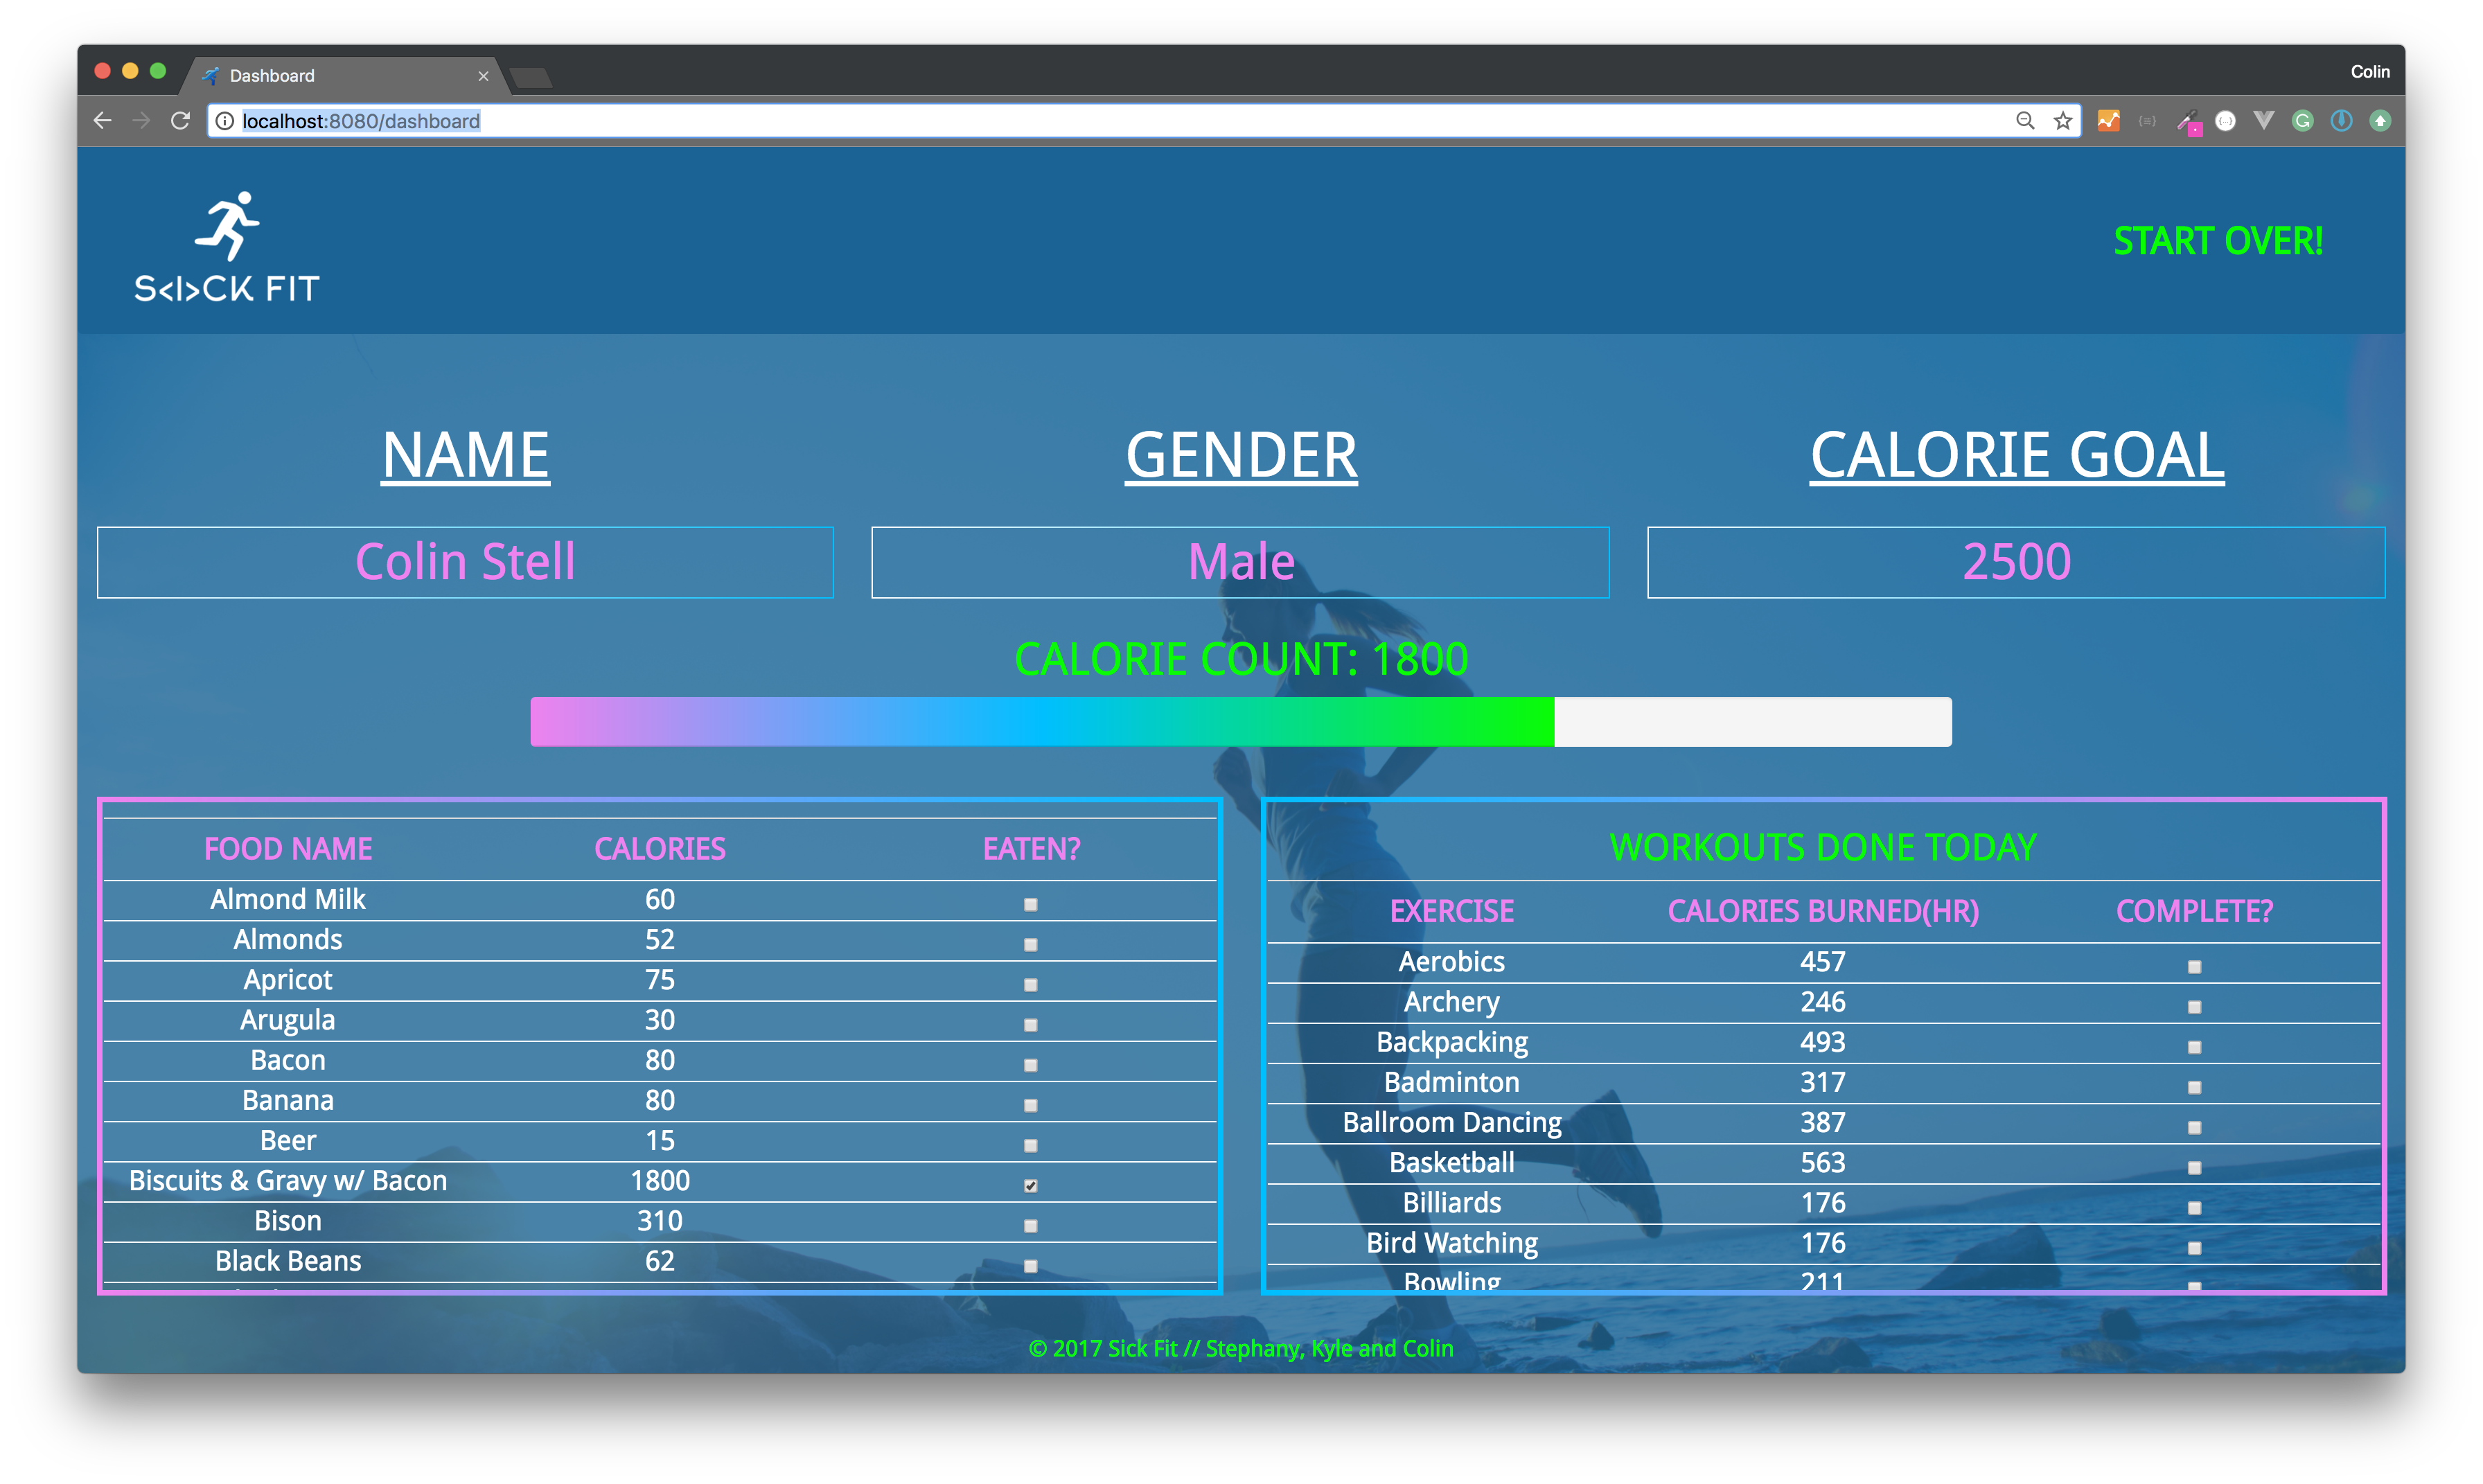 Dashboard
Colin
localhost:8080/dashboard
S<I>CK FIT
START OVER!
NAME GENDER CALORIE GOAL
Colin Stell Male 2500
CALORIE COUNT: 1800
FOOD NAME CALORIES EATEN?
Almond Milk 60
Almonds 52
Apricot 75
Arugula 30
Bacon 80
Banana 80
Beer 15
Biscuits & Gravy w/ Bacon 1800
Bison 310
Black Beans 62
WORKOUTS DONE TODAY
EXERCISE CALORIES BURNED(HR) COMPLETE?
Aerobics 457
Archery 246
Backpacking 493
Badminton 317
Ballroom Dancing 387
Basketball 563
Billiards 176
Bird Watching 176
Bowling 211
© 2017 Sick Fit // Stephany, Kyle and Colin